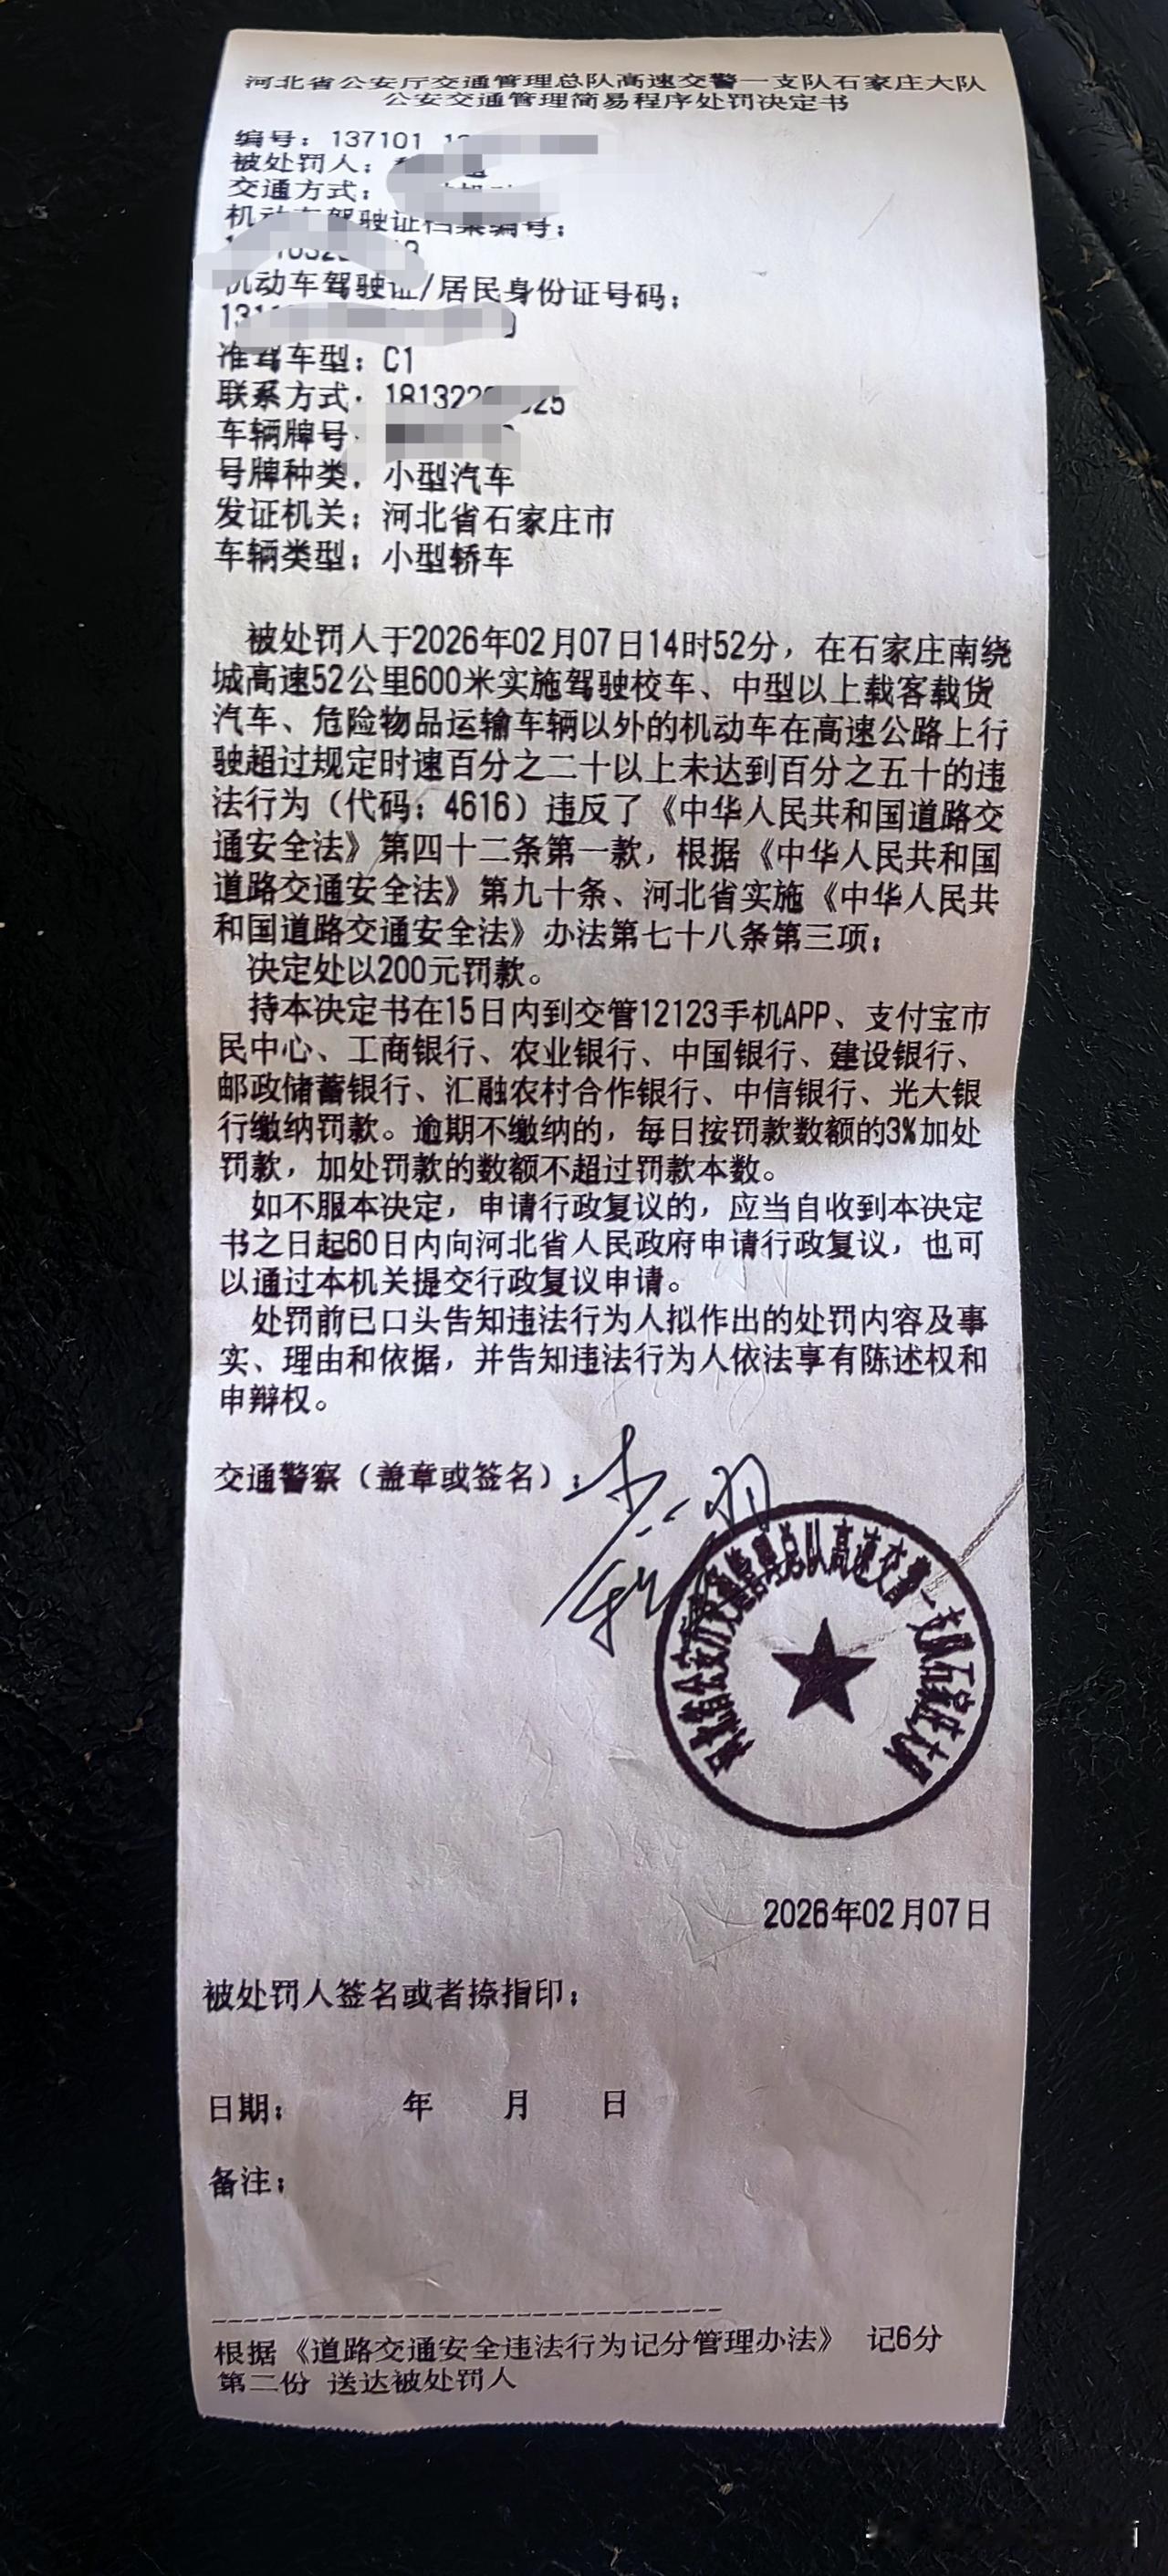 河北省公安厅交通管理总队高速交警一支队石家庄大队
公安交通管理简易程序处罚决定书
编号：137101
被处罚人：
交通方式：
机动车驾驶证档案编号：
机动车驾驶证/居民身份证号码：
准驾车型：C1
联系方式：
车辆牌号
号牌种类：小型汽车
发证机关：河北省石家庄市
车辆类型：小型轿车
被处罚人于2026年02月07日14时52分，在石家庄南绕
城高速52公里600米实施驾驶校车、中型以上载客载货
汽车、危险物品运输车辆以外的机动车在高速公路上行
驶超过规定时速百分之二十以上未达到百分之五十的违
法行为（代码：4616）违反了《中华人民共和国道路交
通安全法》第四十二条第一款，根据《中华人民共和国
道路交通安全法》第九十条、河北省实施《中华人民共
和国道路交通安全法》办法第七十八条第三项；
决定处以200元罚款。
持本决定书在15日内到交管12123手机APP、支付宝市
民中心、工商银行、农业银行、中国银行、建设银行、
邮政储蓄银行、汇融农村合作银行、中信银行、光大银
行缴纳罚款。逾期不缴纳的，每日按罚款数额的3%加处
罚款，加处罚款的数额不超过罚款本数。
如不服本决定，申请行政复议的，应当自收到本决定
书之日起60日内向河北省人民政府申请行政复议，也可
以通过本机关提交行政复议申请。
处罚前已口头告知违法行为人拟作出的处罚内容及事
实、理由和依据，并告知违法行为人依法享有陈述权和
申辩权。
交通警察（盖章或签名）：
河北省公安厅交通管理总队高速交警一支队石家庄大队
2026年02月07日
被处罚人签名或者捺指印：
日期： 年 月 日
备注：
根据《道路交通安全违法行为记分管理办法》 记6分
第二份 送达被处罚人